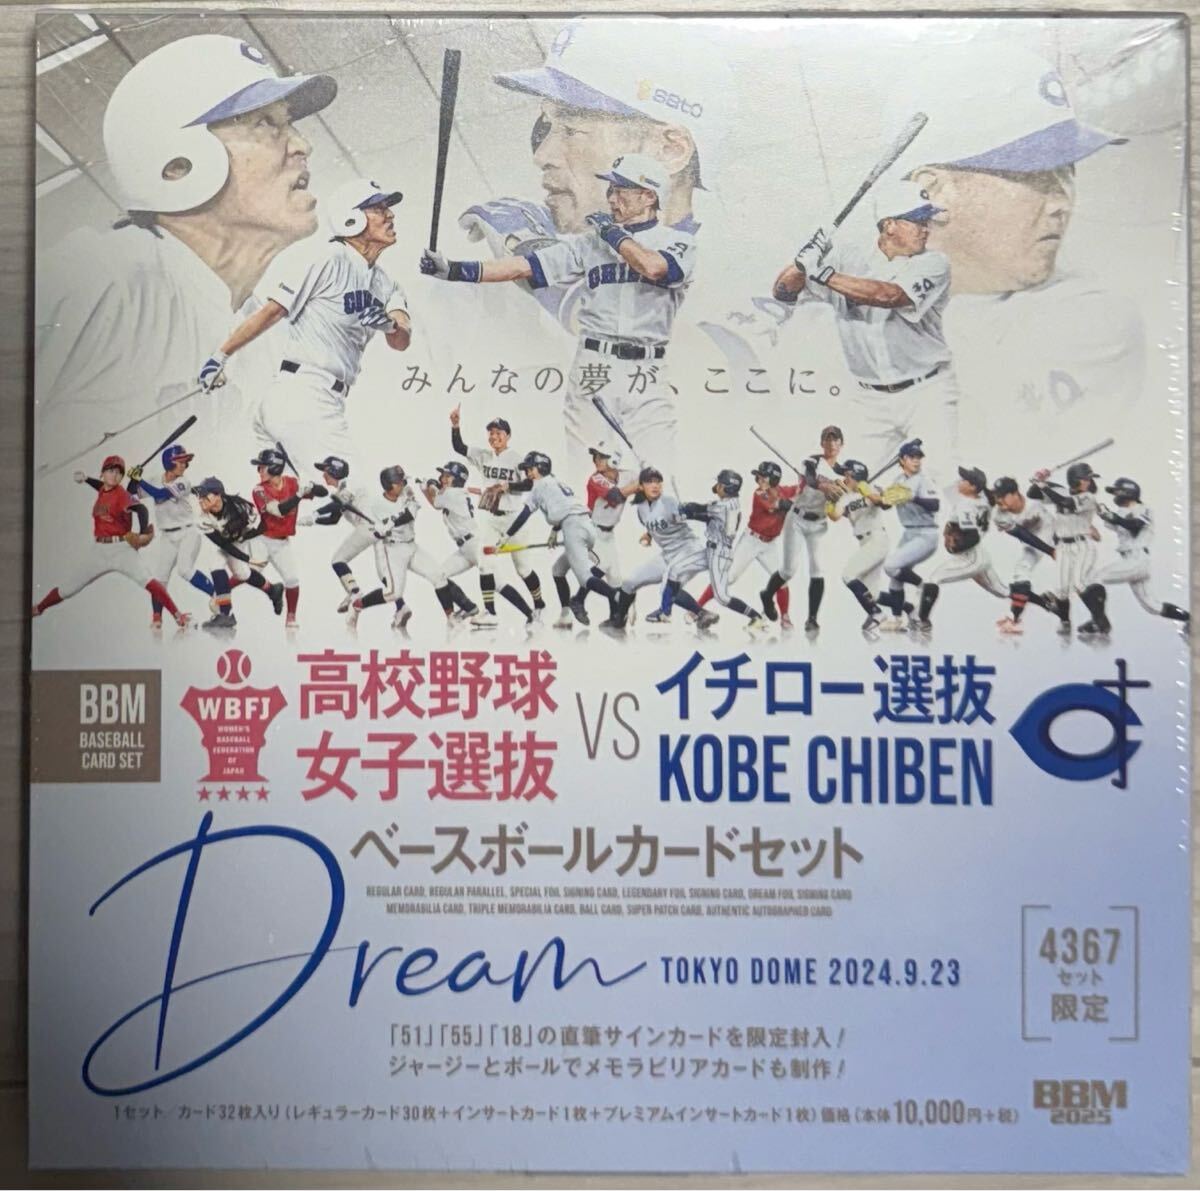 sato
CHIBEN
みんなの夢が、ここに。
BBM
BASEBALL
CARD SET
WBFJ
WOMEN'S
BASEBALL
FEDERATION
OF
JAPAN
高校野球
女子選抜
VS
イチロー選抜
KOBE CHIBEN
ベースボールカードセット
REGULAR CARD, REGULAR PARALLEL, SPECIAL FOIL SIGNING CARD, LEGENDARY FOIL SIGNING CARD, DREAM FOIL SIGNING CARD
MEMORABILIA CARD, TRIPLE MEMORABILIA CARD, BALL CARD, SUPER PATCH CARD, AUTHENTIC AUTOGRAPHED CARD
Dream
TOKYO DOME 2024.9.23
4367
セット
限定
「51」「55」「18」の直筆サインカードを限定封入!
ジャージーとボールでメモラビリアカードも制作!
1セット/カード32枚入り(レギュラーカード30枚+インサートカード1枚+プレミアムインサートカード1枚)価格(本体10,000円+税)
BBM
2025